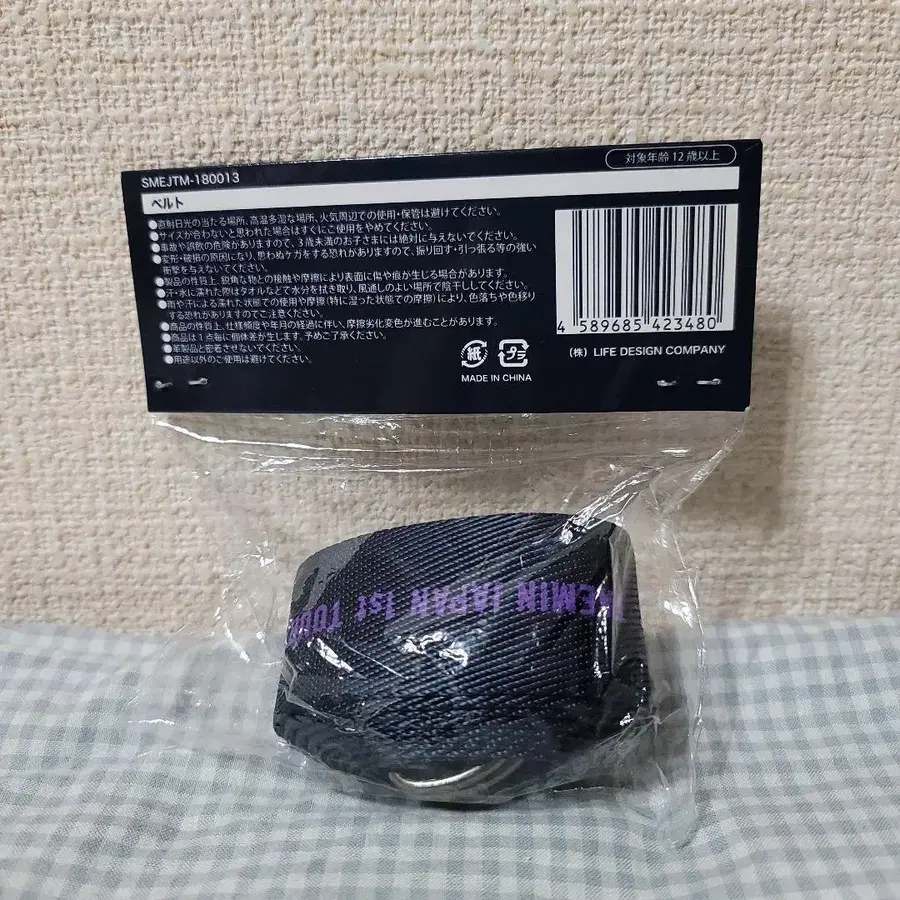 対象年齢 12 歳以上
SMEJTM-180013
ベルト
●直射日光の当たる場所、高温多湿な場所、火気周辺での使用・保管は避けてください。
●サイズが合わないと思われた場合はすぐにご使用をやめてください。
●事故や誤飲の危険がありますので、3歳未満のお子さまには絶対に与えないでください。
●変形・破損の原因になり、思わぬケガをする恐れがありますので、振り回す・引っ張る等の強い
衝撃を与えないでください。
●製品の性質上、鋭角な物との接触や摩擦により表面に傷や痕が生じる場合があります。
●汗・水に濡れた際はタオルなどで水分を拭き取り、風通しのよい場所で陰干ししてください。
●雨や汗による濡れた状態での使用や摩擦(特に湿った状態での摩擦)により、色落ちや色移り
する恐れがありますのでご注意ください。
●商品の性質上、仕様頻度や年月の経過に伴い、摩擦劣化変色が進むことがあります。
●商品は1点毎に個体差が生じます。予めご了承ください。
●革製品と密着させないでください。
●用途以外のご使用は避けてください。
4 589685 423480
(株) LIFE DESIGN COMPANY
紙 プラ
MADE IN CHINA
EMIN JAPAN 1st TOU